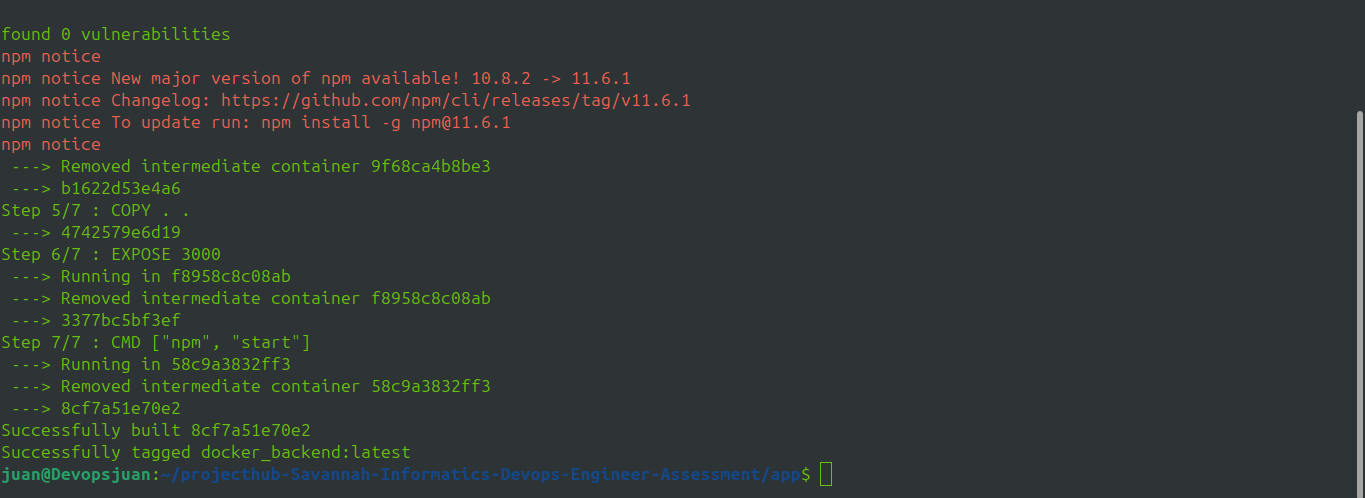 found 0 vulnerabilities
npm notice
npm notice New major version of npm available! 10.8.2 -> 11.6.1
npm notice Changelog: https://github.com/npm/cli/releases/tag/v11.6.1
npm notice To update run: npm install -g npm@11.6.1
npm notice
 ---> Removed intermediate container 9f68ca4b8be3
 ---> b1622d53e4a6
Step 5/7 : COPY . .
 ---> 4742579e6d19
Step 6/7 : EXPOSE 3000
 ---> Running in f8958c8c08ab
 ---> Removed intermediate container f8958c8c08ab
 ---> 3377bc5bf3ef
Step 7/7 : CMD ["npm", "start"]
 ---> Running in 58c9a3832ff3
 ---> Removed intermediate container 58c9a3832ff3
 ---> 8cf7a51e70e2
Successfully built 8cf7a51e70e2
Successfully tagged docker_backend:latest
juan@Devopsjuan:~/projecthub-Savannah-Informatics-Devops-Engineer-Assessment/app$